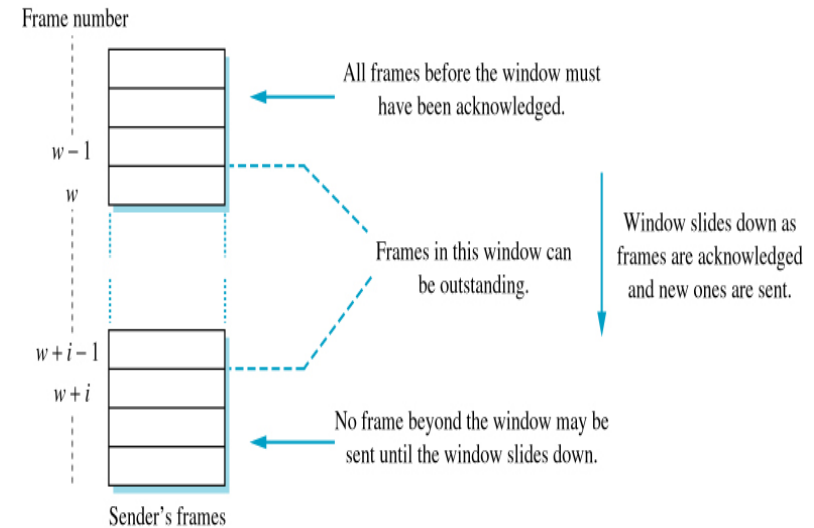 Frame number
All frames before the window must
have been acknowledged.
w – 1
w
Frames in this window can
be outstanding.
Window slides down as
frames are acknowledged
and new ones are sent.
w + i – 1
w + i
No frame beyond the window may be
sent until the window slides down.
Sender's frames